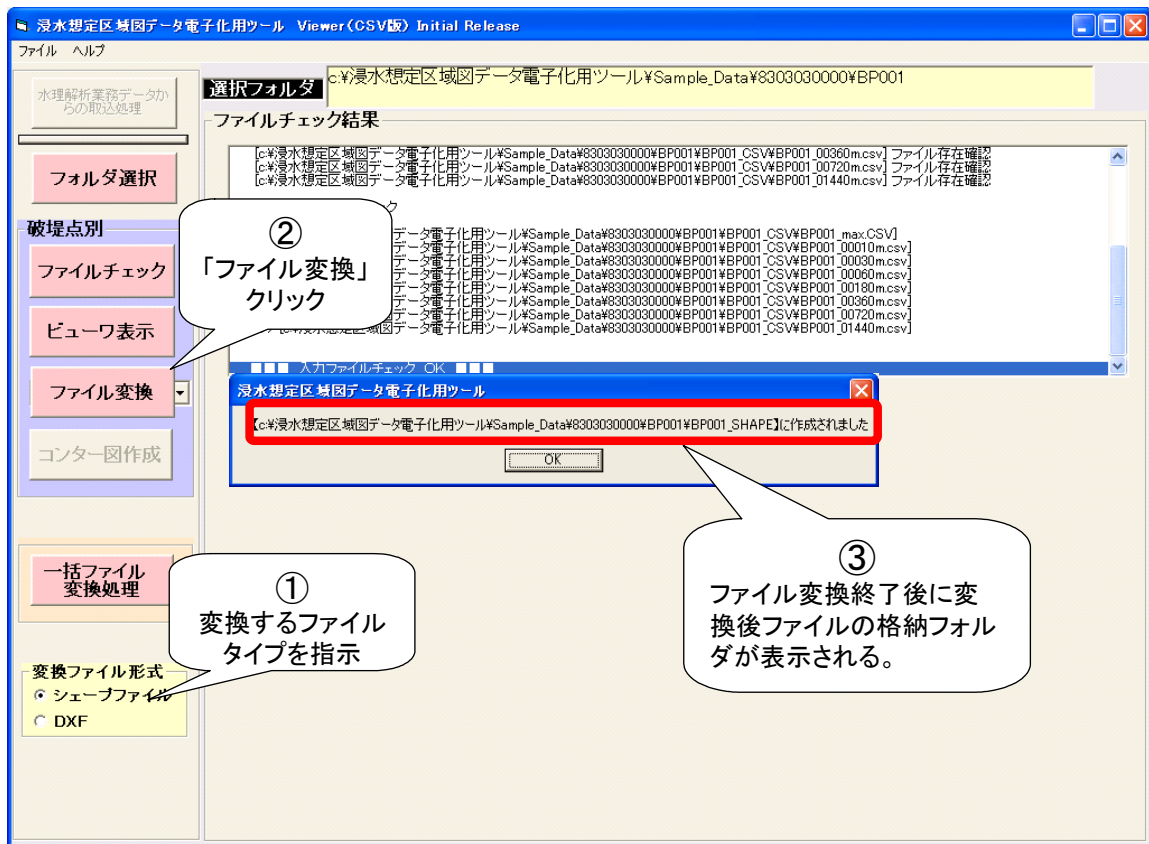 浸水想定区域図データ電子化用ツール Viewer(CSV版) Initial Release
ファイル ヘルプ
水理解析業務データか
らの取込処理
選択フォルダ
c:¥浸水想定区域図データ電子化用ツール¥Sample_Data¥8303030000¥BP001
ファイルチェック結果
[c:¥浸水想定区域図データ電子化用ツール¥Sample_Data¥8303030000¥BP001¥BP001_CSV¥BP001_00360m.csv] ファイル存在確認
[c:¥浸水想定区域図データ電子化用ツール¥Sample_Data¥8303030000¥BP001¥BP001_CSV¥BP001_00720m.csv] ファイル存在確認
[c:¥浸水想定区域図データ電子化用ツール¥Sample_Data¥8303030000¥BP001¥BP001_CSV¥BP001_01440m.csv] ファイル存在確認
ク
データ電子化用ツール¥Sample_Data¥8303030000¥BP001¥BP001_CSV¥BP001_max.CSV]
データ電子化用ツール¥Sample_Data¥8303030000¥BP001¥BP001_CSV¥BP001_00010m.csv]
データ電子化用ツール¥Sample_Data¥8303030000¥BP001¥BP001_CSV¥BP001_00030m.csv]
データ電子化用ツール¥Sample_Data¥8303030000¥BP001¥BP001_CSV¥BP001_00060m.csv]
データ電子化用ツール¥Sample_Data¥8303030000¥BP001¥BP001_CSV¥BP001_00180m.csv]
データ電子化用ツール¥Sample_Data¥8303030000¥BP001¥BP001_CSV¥BP001_00360m.csv]
データ電子化用ツール¥Sample_Data¥8303030000¥BP001¥BP001_CSV¥BP001_00720m.csv]
データ電子化用ツール¥Sample_Data¥8303030000¥BP001¥BP001_CSV¥BP001_01440m.csv]
■■■ 入力ファイルチェック OK ■■■
フォルダ選択
破堤点別
ファイルチェック
ビューワ表示
ファイル変換
コンター図作成
②
「ファイル変換」
クリック
浸水想定区域図データ電子化用ツール
【c:¥浸水想定区域図データ電子化用ツール¥Sample_Data¥8303030000¥BP001¥BP001_SHAPE】に作成されました
OK
一括ファイル
変換処理
①
変換するファイル
タイプを指示
③
ファイル変換終了後に変
換後ファイルの格納フォル
ダが表示される。
変換ファイル形式
シェープファイル
DXF